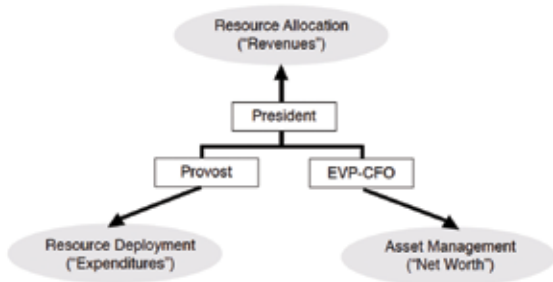 Resource Allocation
("Revenues")
President
Provost
EVP-CFO
Resource Deployment
("Expenditures")
Asset Management
("Net Worth")